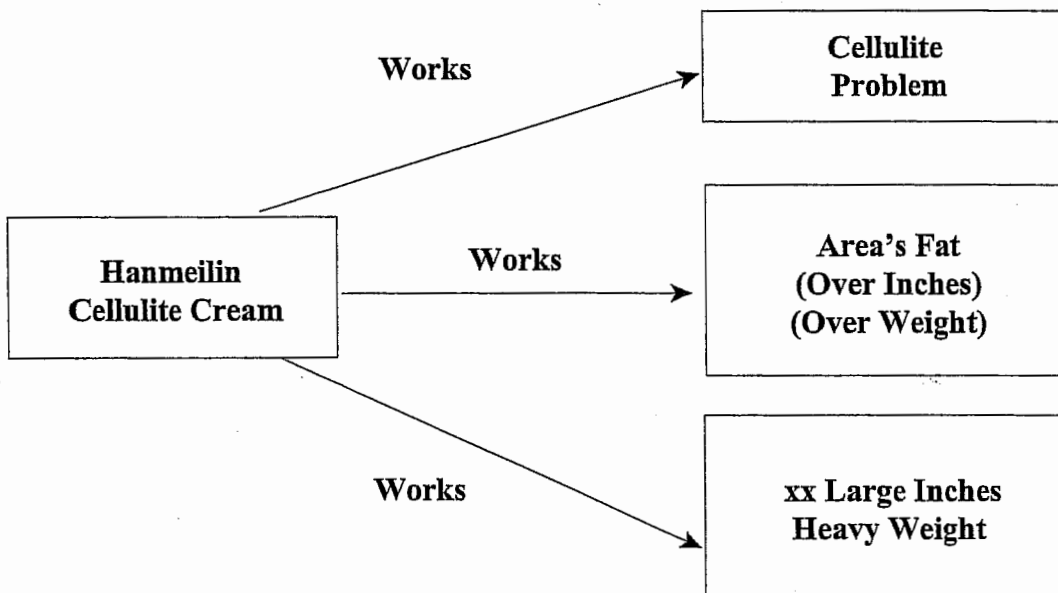 Works
Cellulite
Problem
Hanmeilin
Cellulite Cream
Works
Area's Fat
(Over Inches)
(Over Weight)
Works
xx Large Inches
Heavy Weight